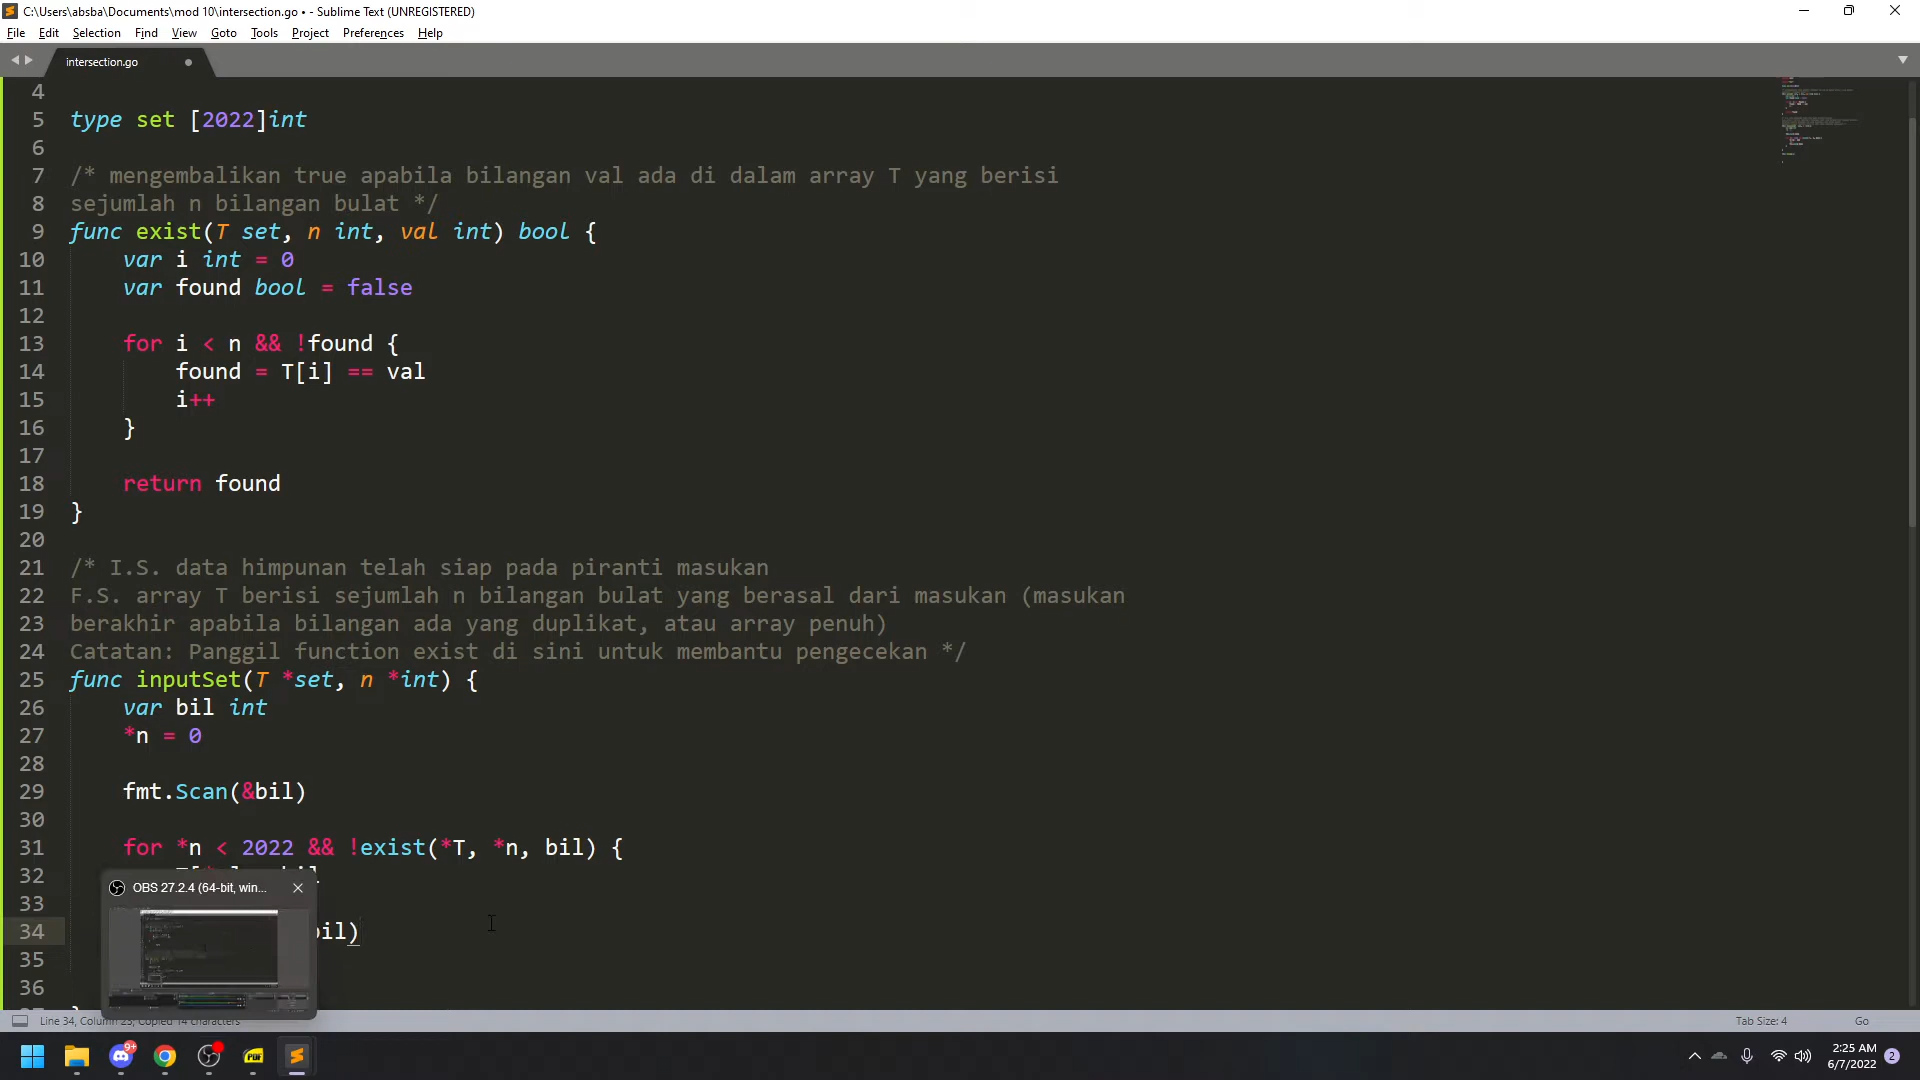 C:\Users\absba\Documents\mod 10\intersection.go • - Sublime Text (UNREGISTERED)
File Edit Selection Find View Goto Tools Project Preferences Help
intersection.go
4
5 type set [2022]int
6
7 /* mengembalikan true apabila bilangan val ada di dalam array T yang berisi
8 sejumlah n bilangan bulat */
9 func exist(T set, n int, val int) bool {
10 var i int = 0
11 var found bool = false
12
13 for i < n && !found {
14 found = T[i] == val
15 i++
16 }
17
18 return found
19 }
20
21 /* I.S. data himpunan telah siap pada piranti masukan
22 F.S. array T berisi sejumlah n bilangan bulat yang berasal dari masukan (masukan
23 berakhir apabila bilangan ada yang duplikat, atau array penuh)
24 Catatan: Panggil function exist di sini untuk membantu pengecekan */
25 func inputSet(T *set, n *int) {
26 var bil int
27 *n = 0
28
29 fmt.Scan(&bil)
30
31 for *n < 2022 && !exist(*T, *n, bil) {
32
33
34 bil)
35
36
OBS 27.2.4 (64-bit, win...
Line 34, Column 23; Copied 14 characters
Tab Size: 4 Go
9+
PDF
2:25 AM
6/7/2022
2